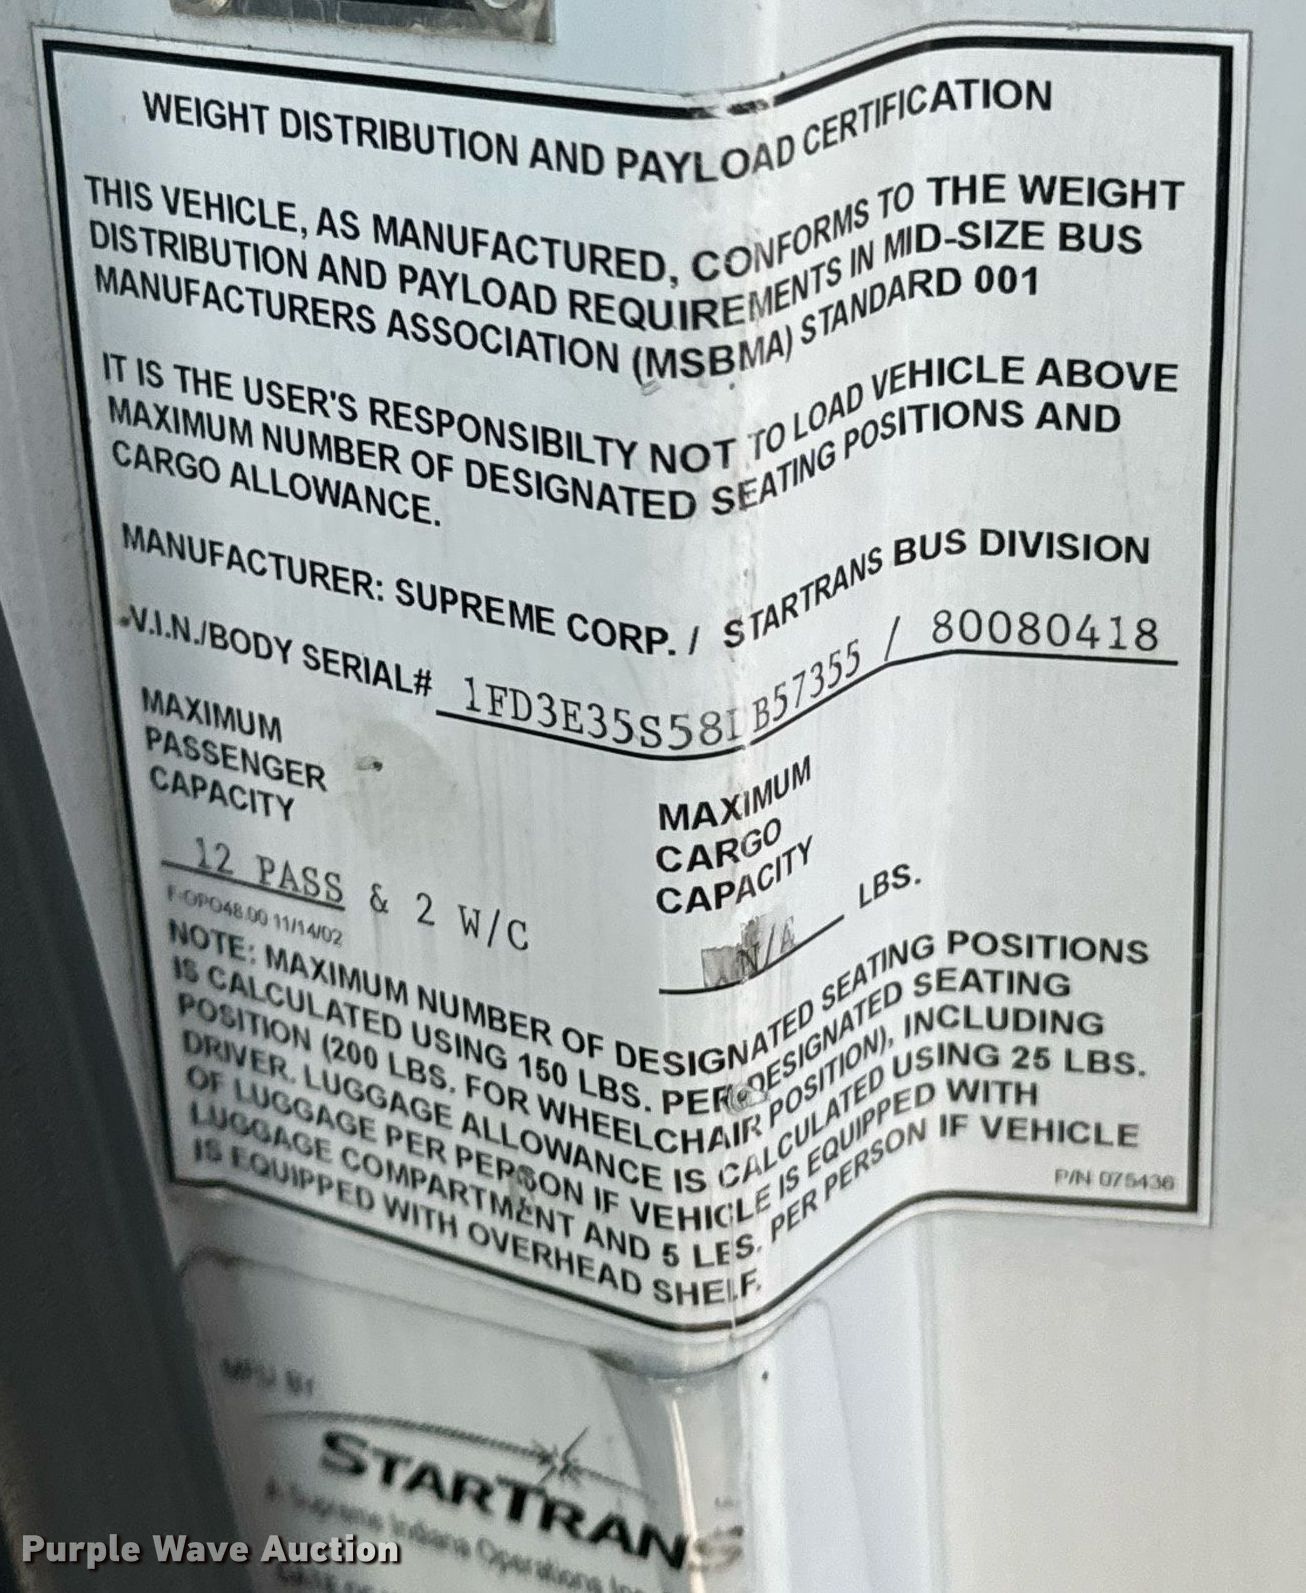 WEIGHT DISTRIBUTION AND PAYLOAD CERTIFICATION
THIS VEHICLE, AS MANUFACTURED, CONFORMS TO THE WEIGHT
DISTRIBUTION AND PAYLOAD REQUIREMENTS IN MID-SIZE BUS
MANUFACTURERS ASSOCIATION (MSBMA) STANDARD 001
IT IS THE USER'S RESPONSIBILTY NOT TO LOAD VEHICLE ABOVE
MAXIMUM NUMBER OF DESIGNATED SEATING POSITIONS AND
CARGO ALLOWANCE.
MANUFACTURER: SUPREME CORP. / STARTRANS BUS DIVISION
V.I.N./BODY SERIAL# 1FD3E35S58DB57355 / 80080418
MAXIMUM
PASSENGER
CAPACITY
12 PASS & 2 W/C
F-OPO48.00 11/14/02
MAXIMUM
CARGO
CAPACITY
N/A LBS.
NOTE: MAXIMUM NUMBER OF DESIGNATED SEATING POSITIONS
IS CALCULATED USING 150 LBS. PER DESIGNATED SEATING
POSITION (200 LBS. FOR WHEELCHAIR POSITION), INCLUDING
DRIVER. LUGGAGE ALLOWANCE IS CALCULATED USING 25 LBS.
OF LUGGAGE PER PERSON IF VEHICLE IS EQUIPPED WITH
LUGGAGE COMPARTMENT AND 5 LBS. PER PERSON IF VEHICLE
IS EQUIPPED WITH OVERHEAD SHELF.
P/N 075436
MFD BY
STARTRANS
A Supreme Indiana Operations
Purple Wave Auction